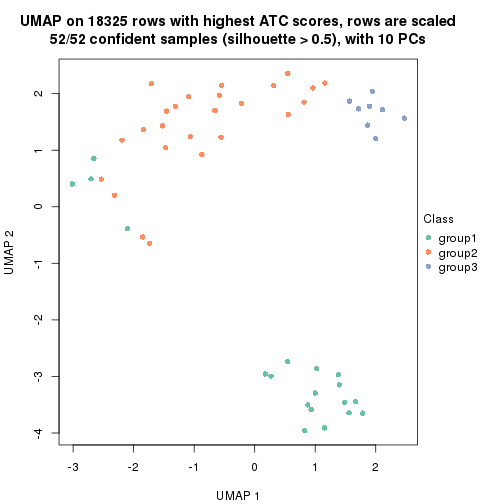 UMAP on 18325 rows with highest ATC scores, rows are scaled
52/52 confident samples (silhouette > 0.5), with 10 PCs
2
1
0
-1
-2
-3
-4
UMAP 2
-3
-2
-1
0
1
2
UMAP 1
Class
group1
group2
group3